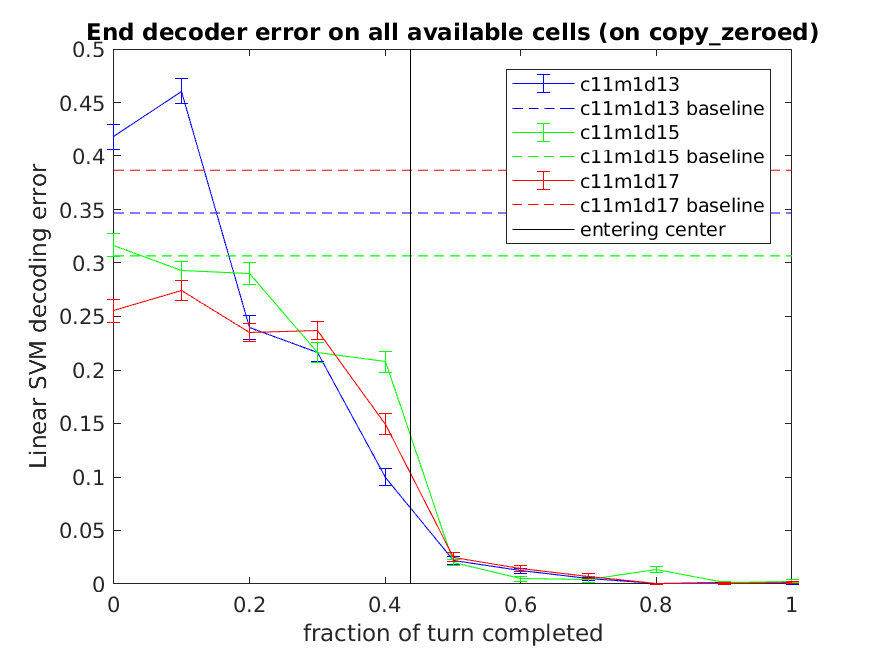 End decoder error on all available cells (on copy_zeroed)
0.5
0.45
0.4
0.35
0.3
0.25
0.2
0.15
0.1
0.05
0
Linear SVM decoding error
c11m1d13
c11m1d13 baseline
c11m1d15
c11m1d15 baseline
c11m1d17
c11m1d17 baseline
entering center
0 0.2 0.4 0.6 0.8 1
fraction of turn completed